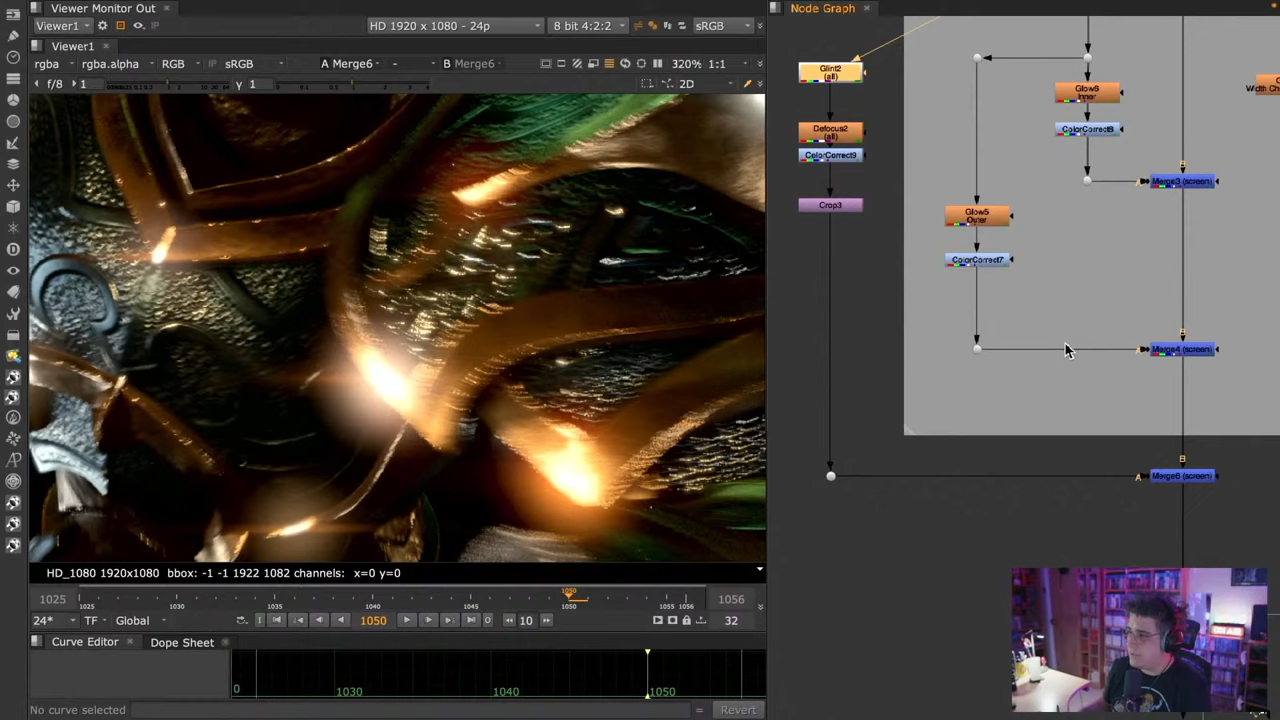 Viewer Monitor Out
Node Graph
Viewer1
HD 1920 x 1080 - 24p
8 bit 4:2:2
sRGB
Viewer1
rgba
rgba.alpha
RGB
sRGB
A Merge6
-
B Merge6
320%
1:1
f/8
1
γ 1
2D
HD_1080 1920x1080 bbox: -1 -1 1922 1082 channels: x=0 y=0
1025
1025
1030
1035
1040
1045
1050
1050
1055
1056
1056
24*
TF
Global
1050
10
32
Curve Editor
Dope Sheet
0
1030
1040
1050
No curve selected
=
Revert
Glint2
(all)
Defocus2
(all)
ColorCorrect9
Crop3
Glow6
Inner
ColorCorrect8
B
A
Merge3 (screen)
Glow5
Outer
ColorCorrect7
B
A
Merge4 (screen)
B
A
Merge6 (screen)